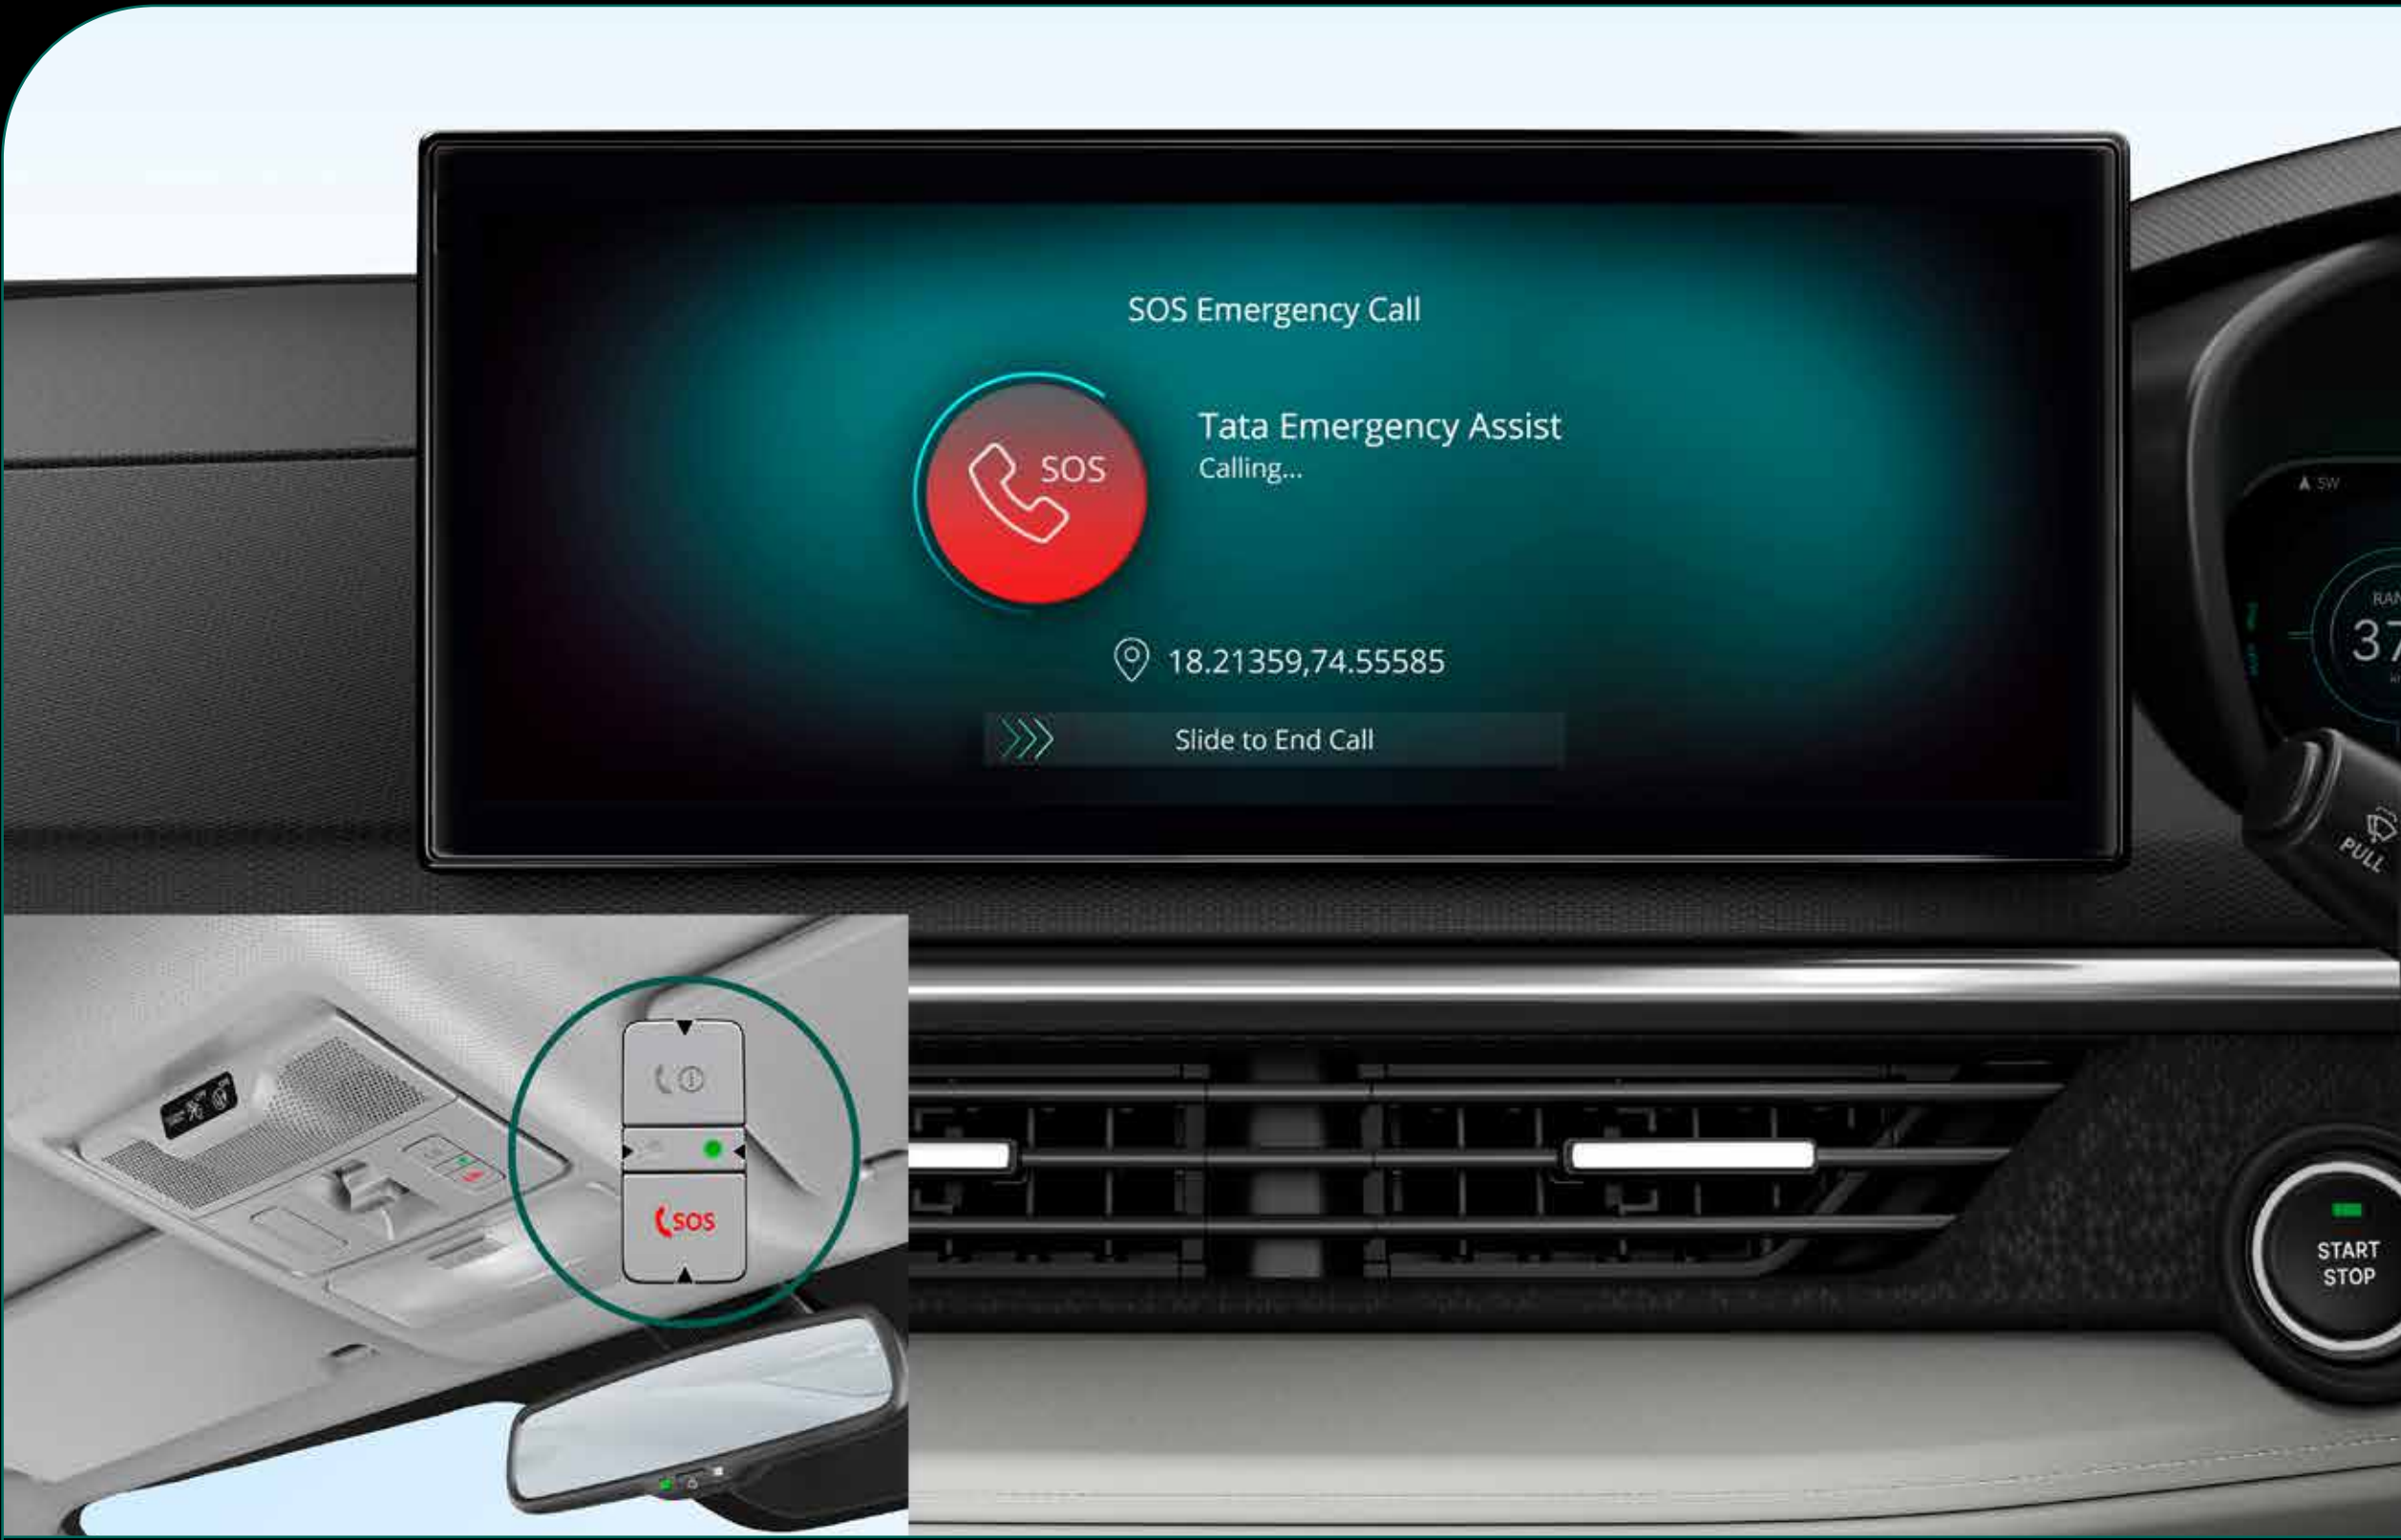 SOS Emergency Call
Tata Emergency Assist
Calling...
SOS
18.21359,74.55585
Slide to End Call
SW
PULL
SOS
START
STOP